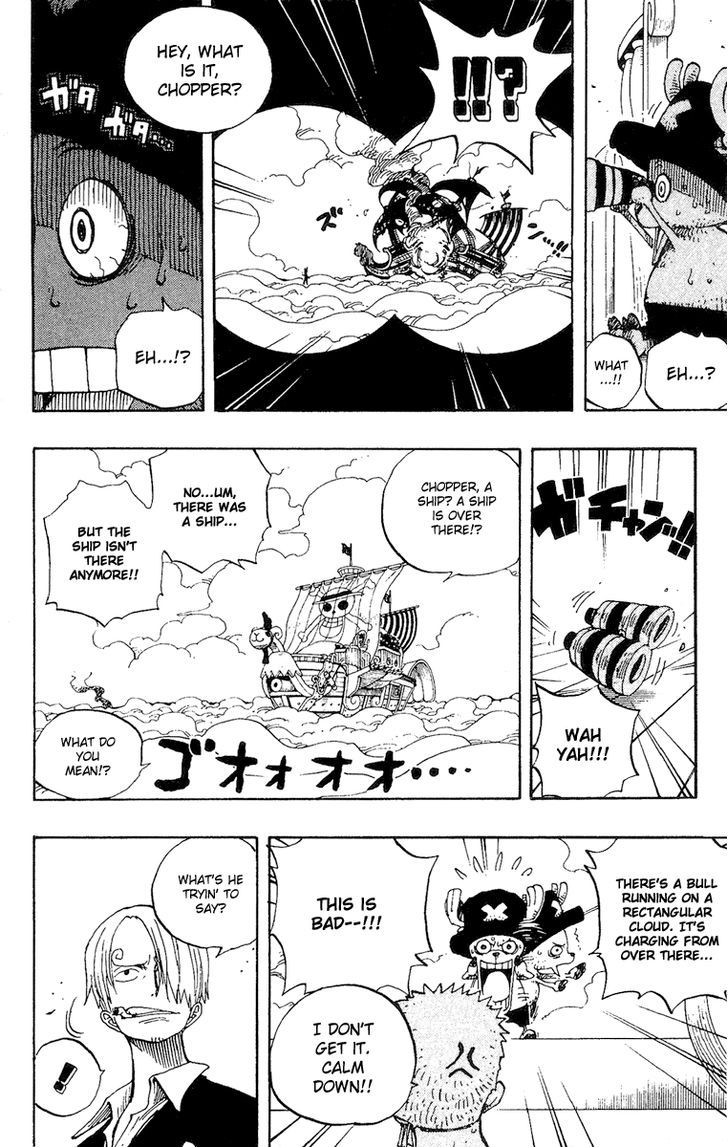 EH...?
WHAT
...!!
!!?
ズン...!!
HEY, WHAT
IS IT,
CHOPPER?
ガタ
ガタ...
EH...!?
ガチャンッ!!
WAH
YAH!!!
CHOPPER, A
SHIP? A SHIP
IS OVER
THERE!?
NO...UM,
THERE WAS
A SHIP...
BUT THE
SHIP ISN'T
THERE
ANYMORE!!
WHAT DO
YOU
MEAN!?
ゴオォオオ....
THERE'S A BULL
RUNNING ON A
RECTANGULAR
CLOUD. IT'S
CHARGING FROM
OVER THERE...
THIS IS
BAD--!!!
I DON'T
GET IT.
CALM
DOWN!!
WHAT'S HE
TRYIN' TO
SAY?
!